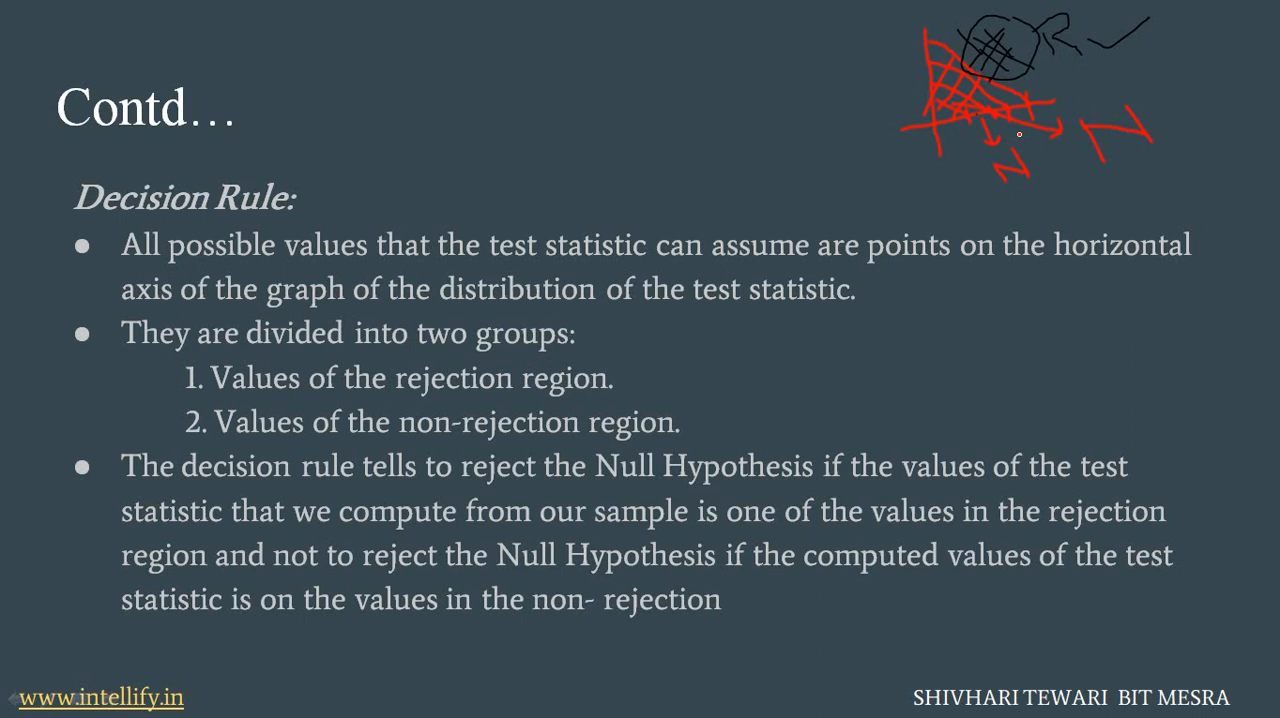 R
N
N
Contd...
Decision Rule:
● All possible values that the test statistic can assume are points on the horizontal
axis of the graph of the distribution of the test statistic.
● They are divided into two groups:
1. Values of the rejection region.
2. Values of the non-rejection region.
● The decision rule tells to reject the Null Hypothesis if the values of the test
statistic that we compute from our sample is one of the values in the rejection
region and not to reject the Null Hypothesis if the computed values of the test
statistic is on the values in the non- rejection
www.intellify.in
SHIVHARI TEWARI BIT MESRA